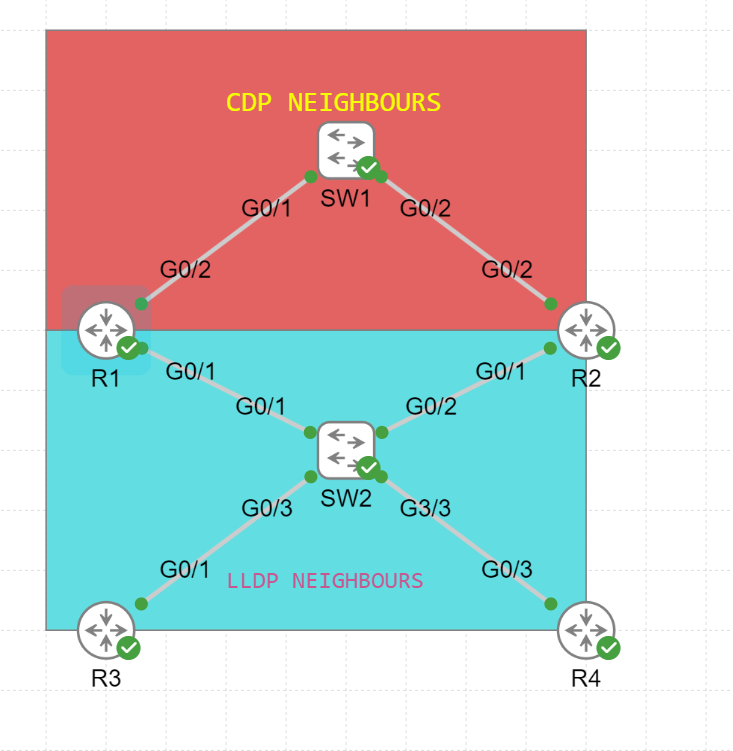 CDP NEIGHBOURS
SW1
G0/1
G0/2
G0/2
G0/2
R1
R2
G0/1
G0/1
G0/1
G0/2
SW2
G0/3
G3/3
G0/1
LLDP NEIGHBOURS
G0/3
R3
R4